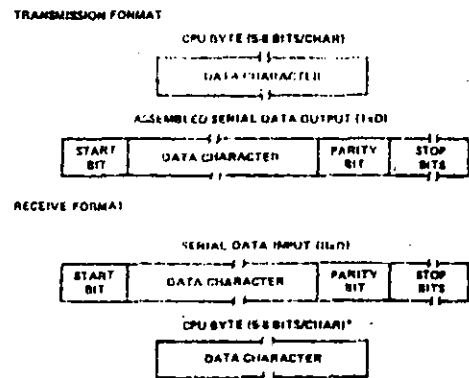 TRANSMISSION FORMAT
CPU BYTE (5-8 BITS/CHAR)
DATA CHARACTER
ASSEMBLED SERIAL DATA OUTPUT (TxD)
START BIT DATA CHARACTER PARITY BIT STOP BITS
RECEIVE FORMAT
SERIAL DATA INPUT (RxD)
START BIT DATA CHARACTER PARITY BIT STOP BITS
CPU BYTE (5-8 BITS/CHAR)*
DATA CHARACTER